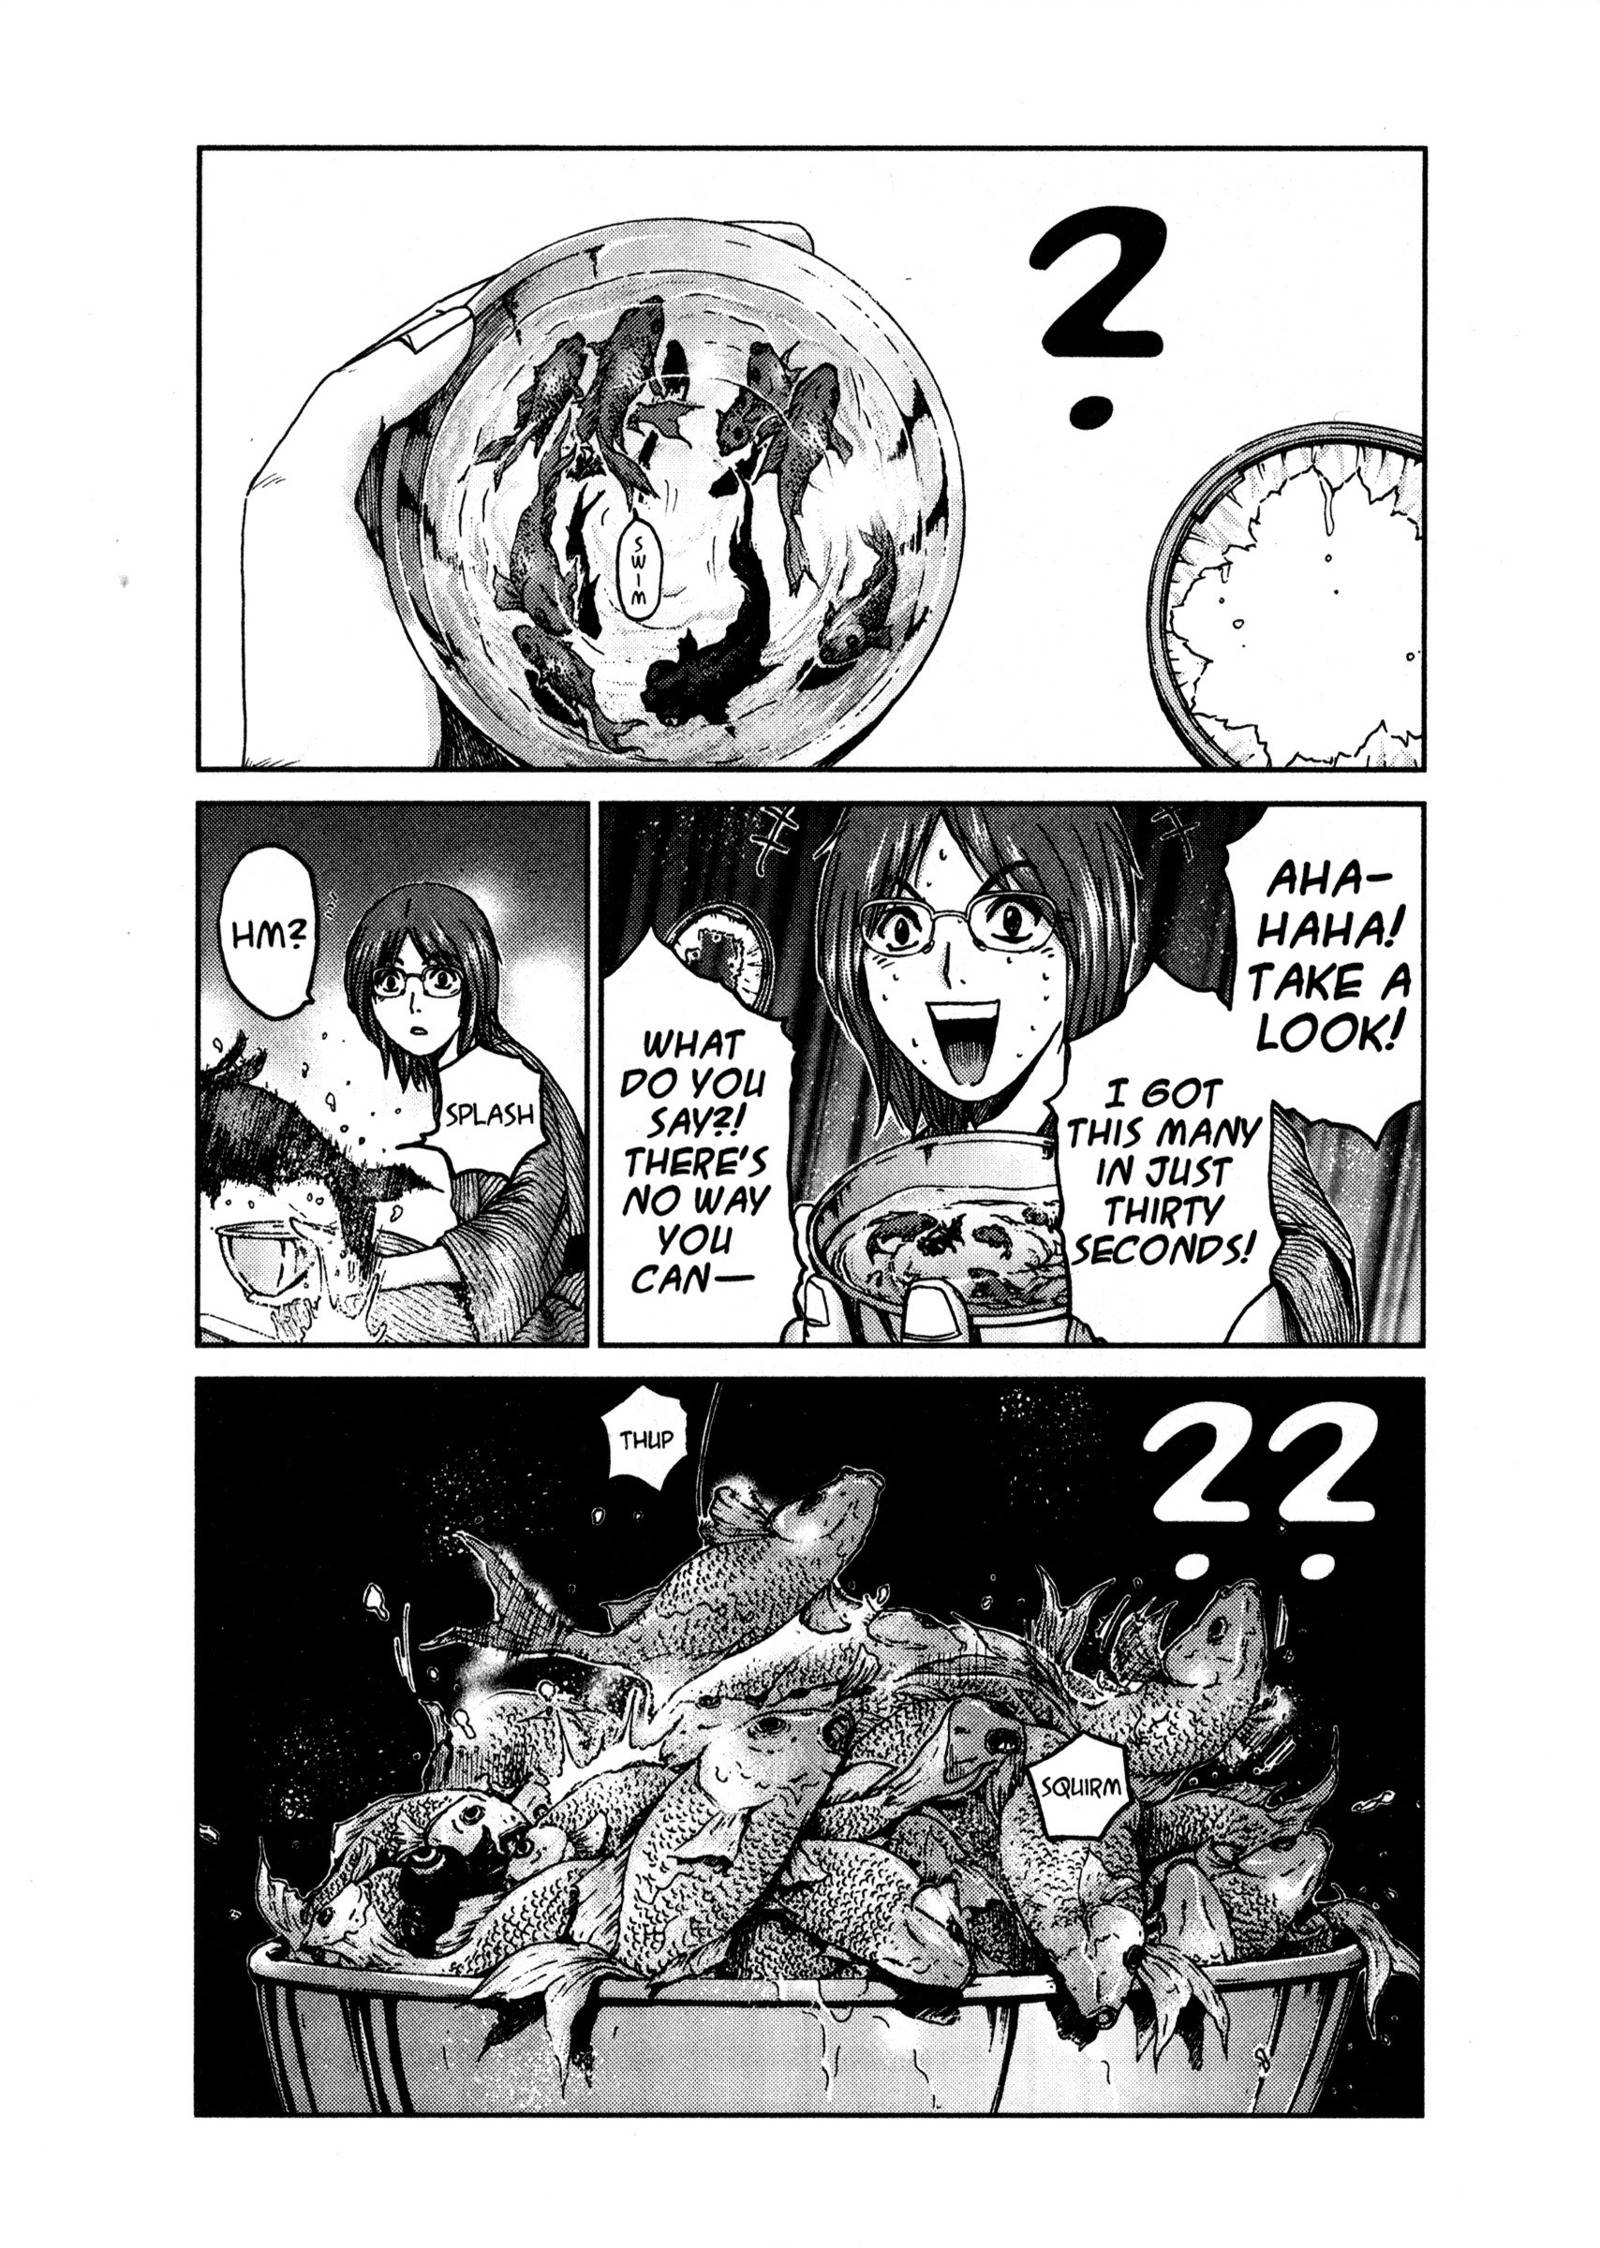 ?
SWIM
AHA-
HAHA!
TAKE A
LOOK!
I GOT
THIS MANY
IN JUST
THIRTY
SECONDS!
WHAT
DO YOU
SAY?!
THERE'S
NO WAY
YOU
CAN—
HM?
SPLASH
??
THUP
SQUIRM